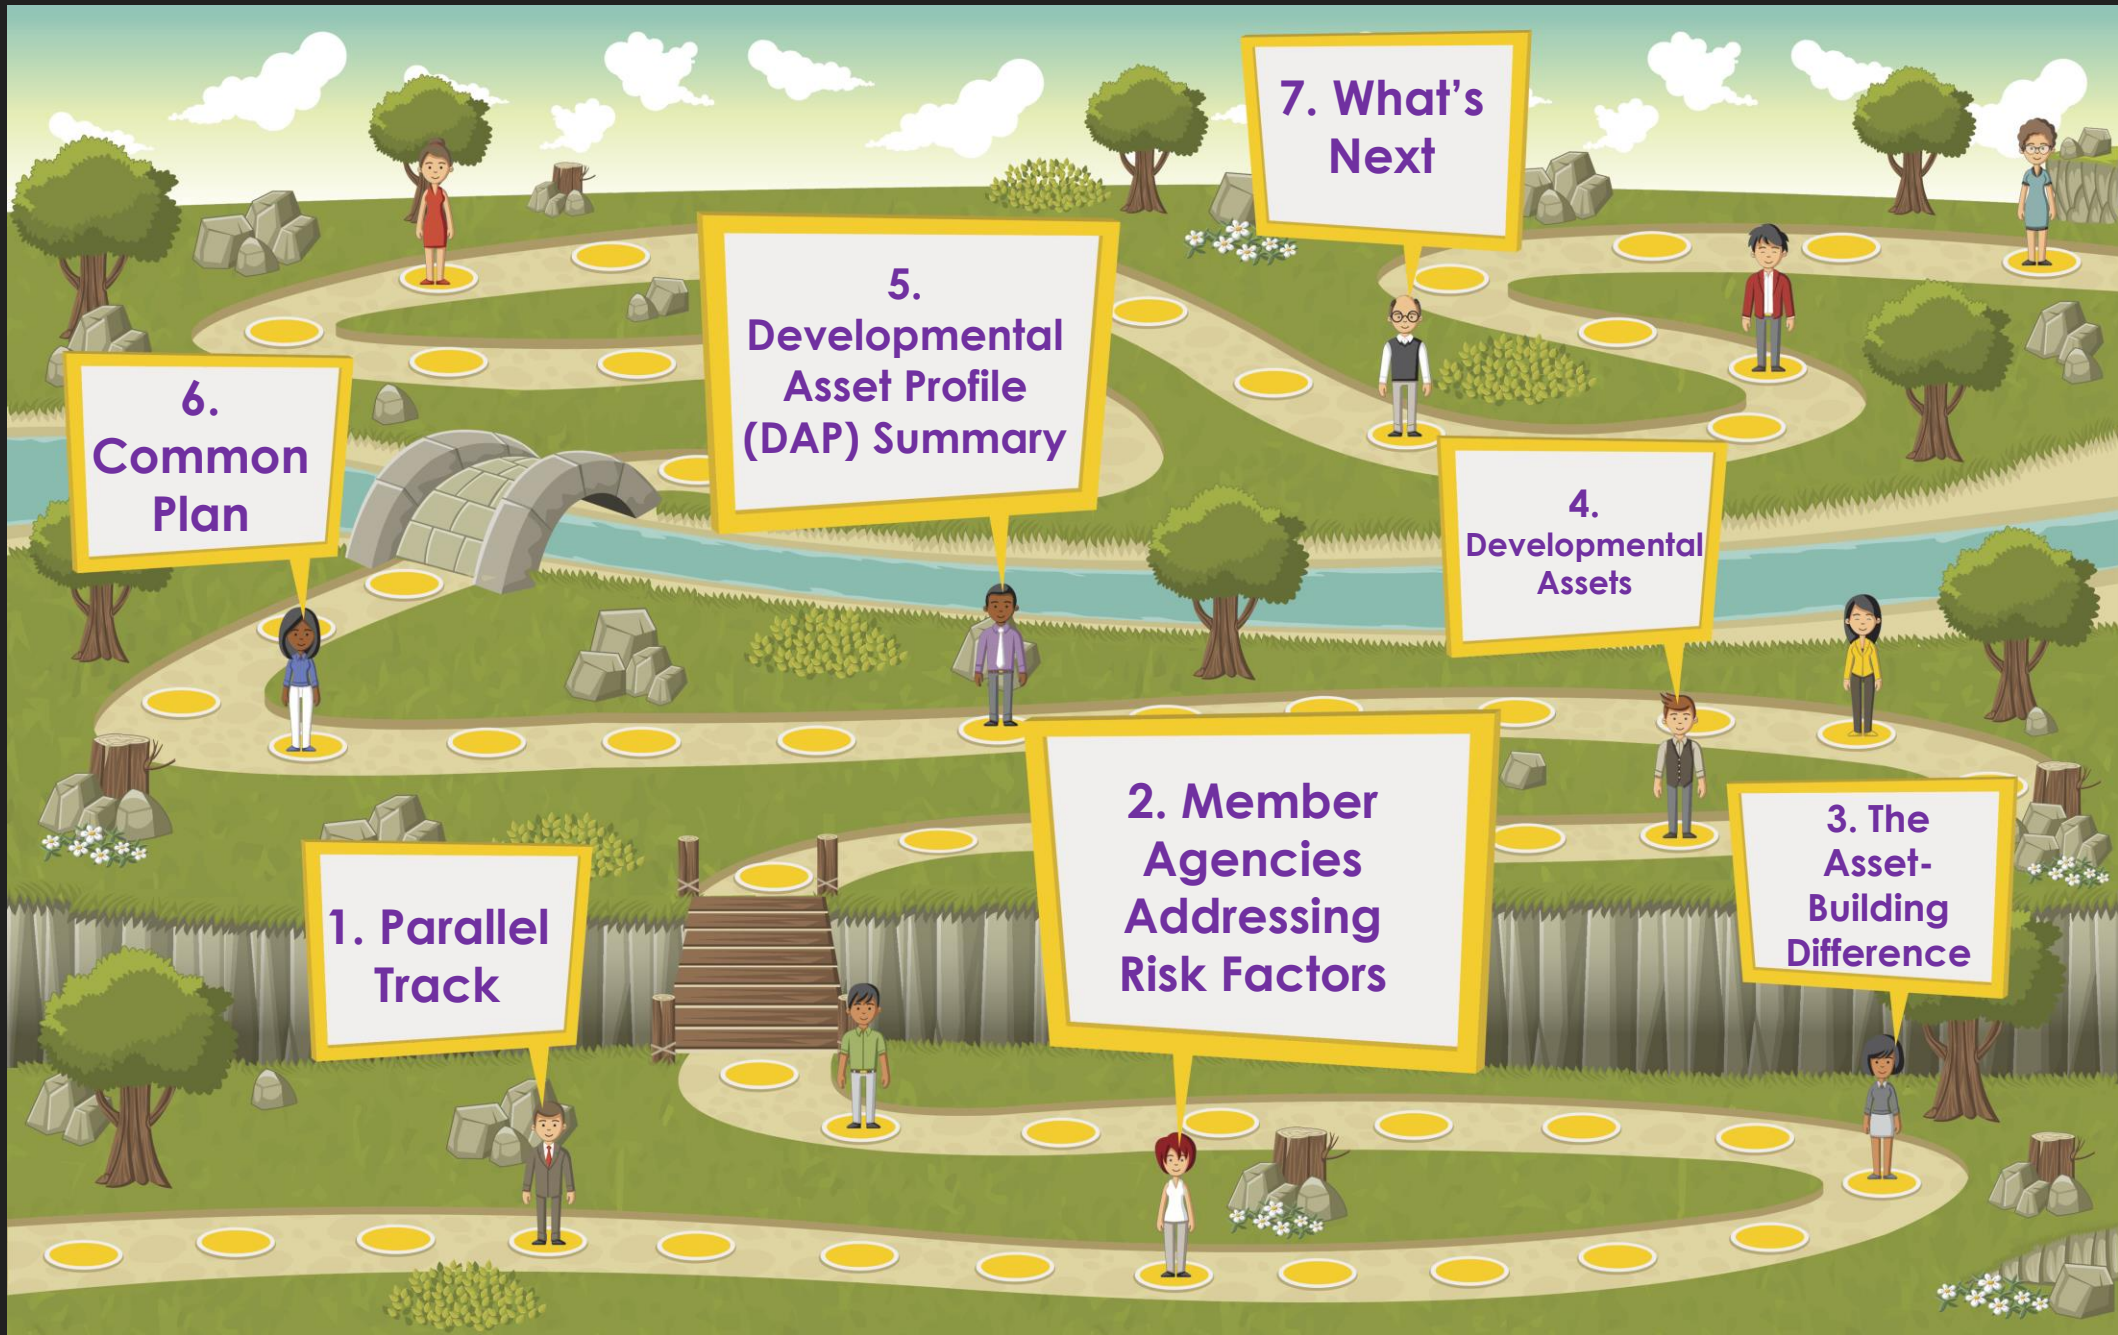 1. Parallel
Track
2. Member
Agencies
Addressing
Risk Factors
3. The
Asset-
Building
Difference
4.
Developmental
Assets
5.
Developmental
Asset Profile
(DAP) Summary
6.
Common
Plan
7. What's
Next